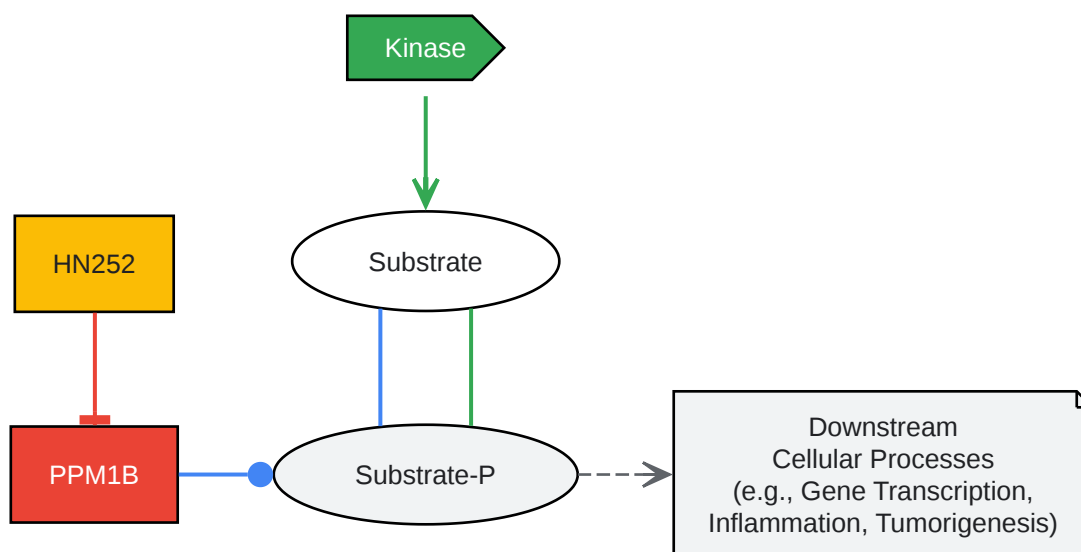 Kinase
Substrate
HN252
PPM1B
Substrate-P
Downstream
Cellular Processes
(e.g., Gene Transcription,
Inflammation, Tumorigenesis)